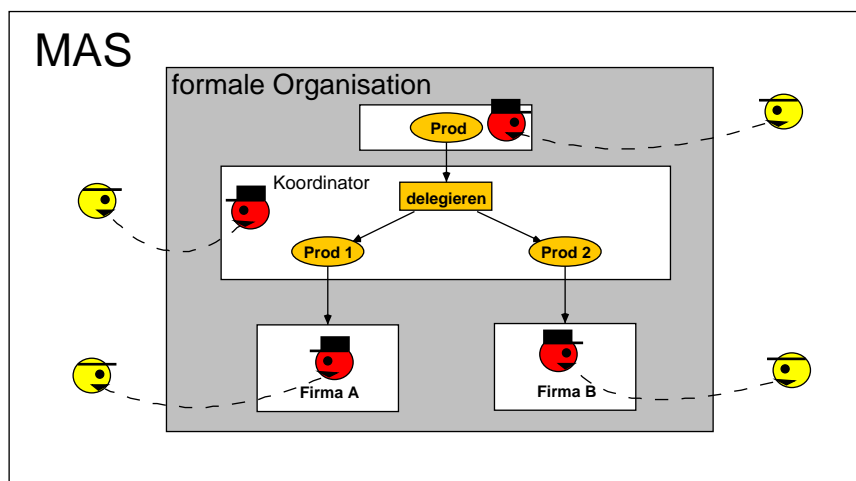 MAS
formale Organisation
Prod
Koordinator
delegieren
Prod 1
Prod 2
Firma A
Firma B